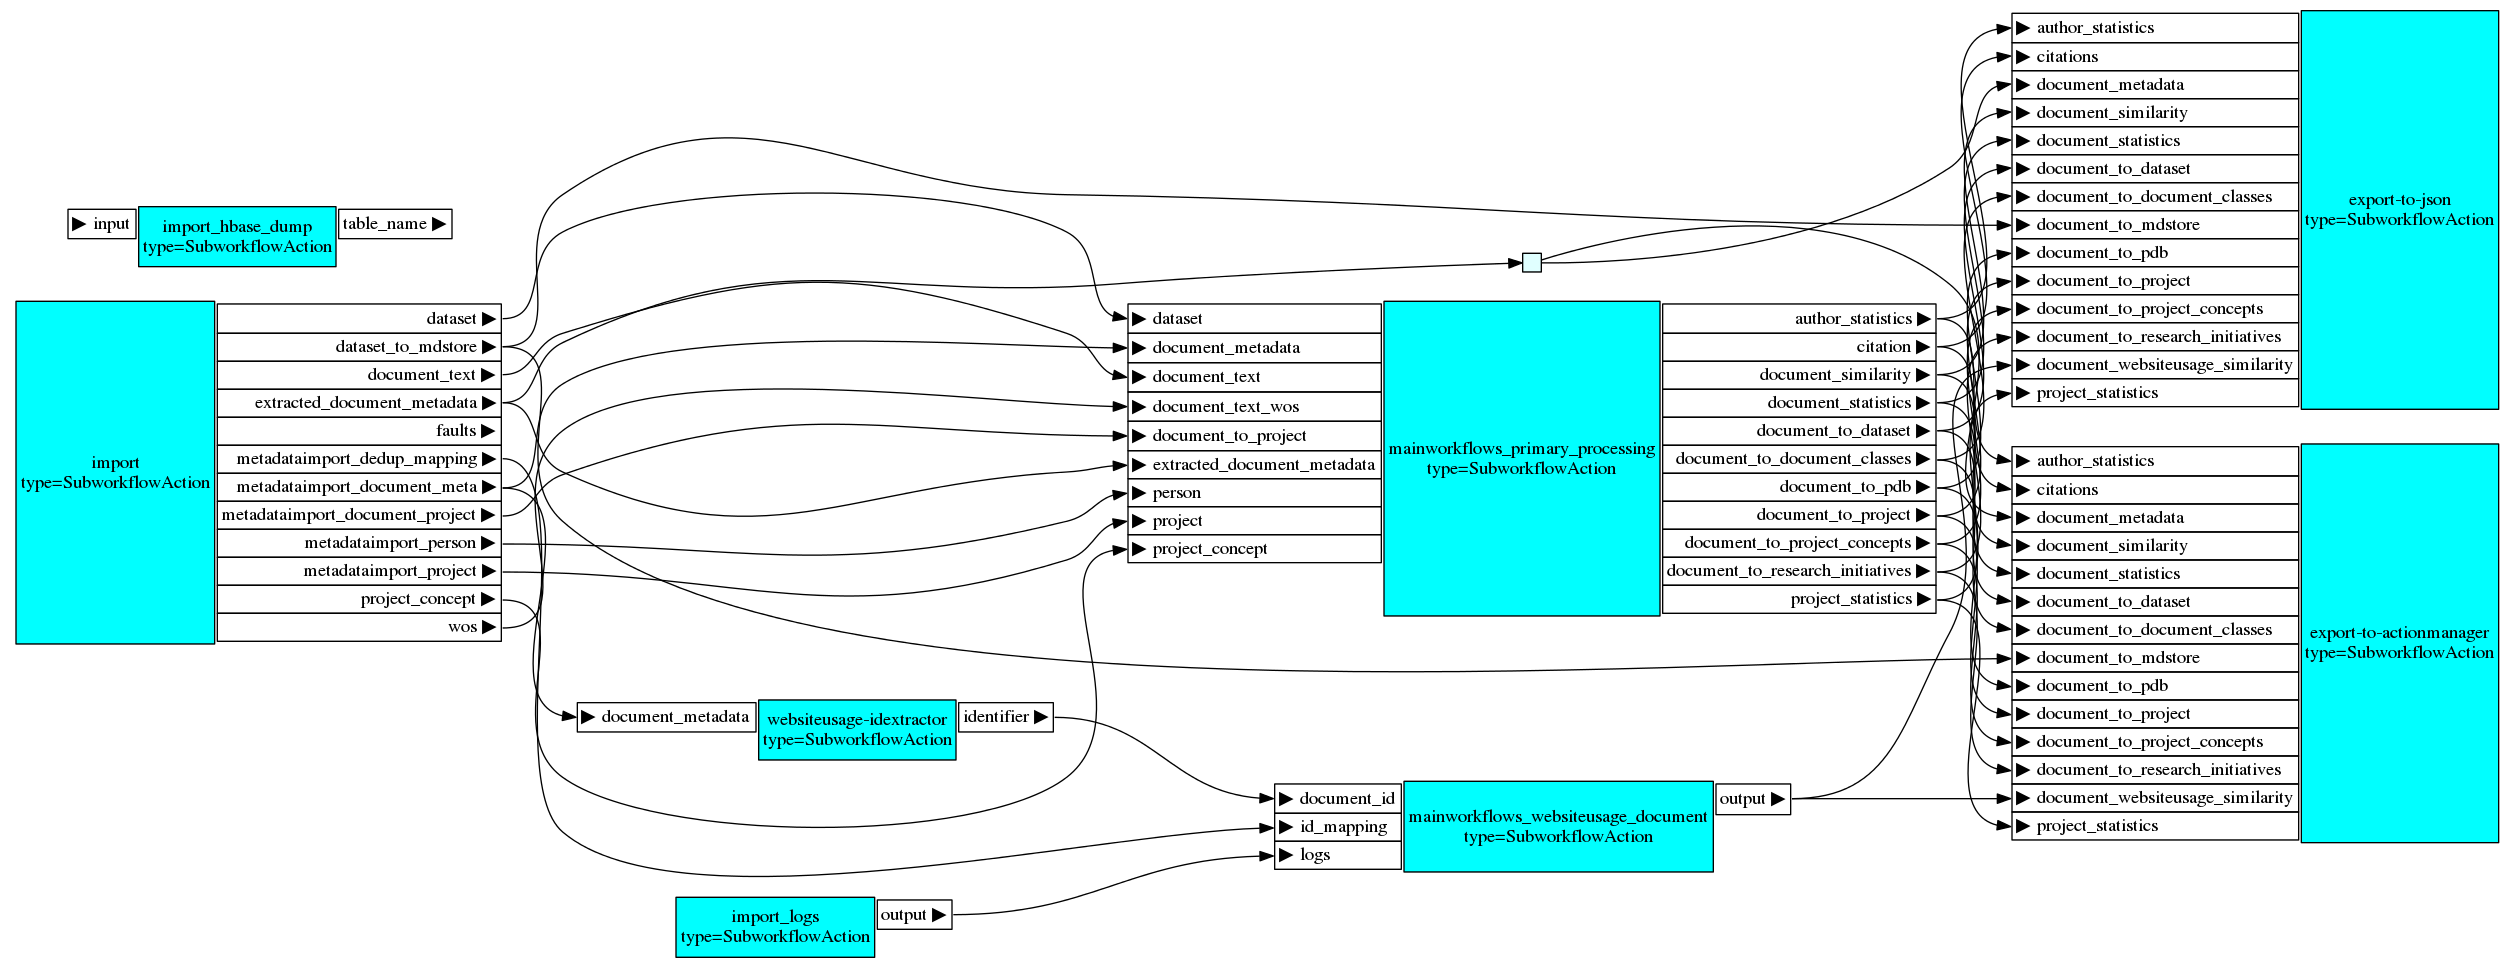 input
import_hbase_dump
type=SubworkflowAction
table_name
import
type=SubworkflowAction
dataset
dataset_to_mdstore
document_text
extracted_document_metadata
faults
metadataimport_dedup_mapping
metadataimport_document_meta
metadataimport_document_project
metadataimport_person
metadataimport_project
project_concept
wos
document_metadata
websiteusage-idextractor
type=SubworkflowAction
identifier
import_logs
type=SubworkflowAction
output
dataset
document_metadata
document_text
document_text_wos
document_to_project
extracted_document_metadata
person
project
project_concept
mainworkflows_primary_processing
type=SubworkflowAction
author_statistics
citation
document_similarity
document_statistics
document_to_dataset
document_to_document_classes
document_to_pdb
document_to_project
document_to_project_concepts
document_to_research_initiatives
project_statistics
document_id
id_mapping
logs
mainworkflows_websiteusage_document
type=SubworkflowAction
output
author_statistics
citations
document_metadata
document_similarity
document_statistics
document_to_dataset
document_to_document_classes
document_to_mdstore
document_to_pdb
document_to_project
document_to_project_concepts
document_to_research_initiatives
document_websiteusage_similarity
project_statistics
export-to-json
type=SubworkflowAction
author_statistics
citations
document_metadata
document_similarity
document_statistics
document_to_dataset
document_to_document_classes
document_to_mdstore
document_to_pdb
document_to_project
document_to_project_concepts
document_to_research_initiatives
document_websiteusage_similarity
project_statistics
export-to-actionmanager
type=SubworkflowAction